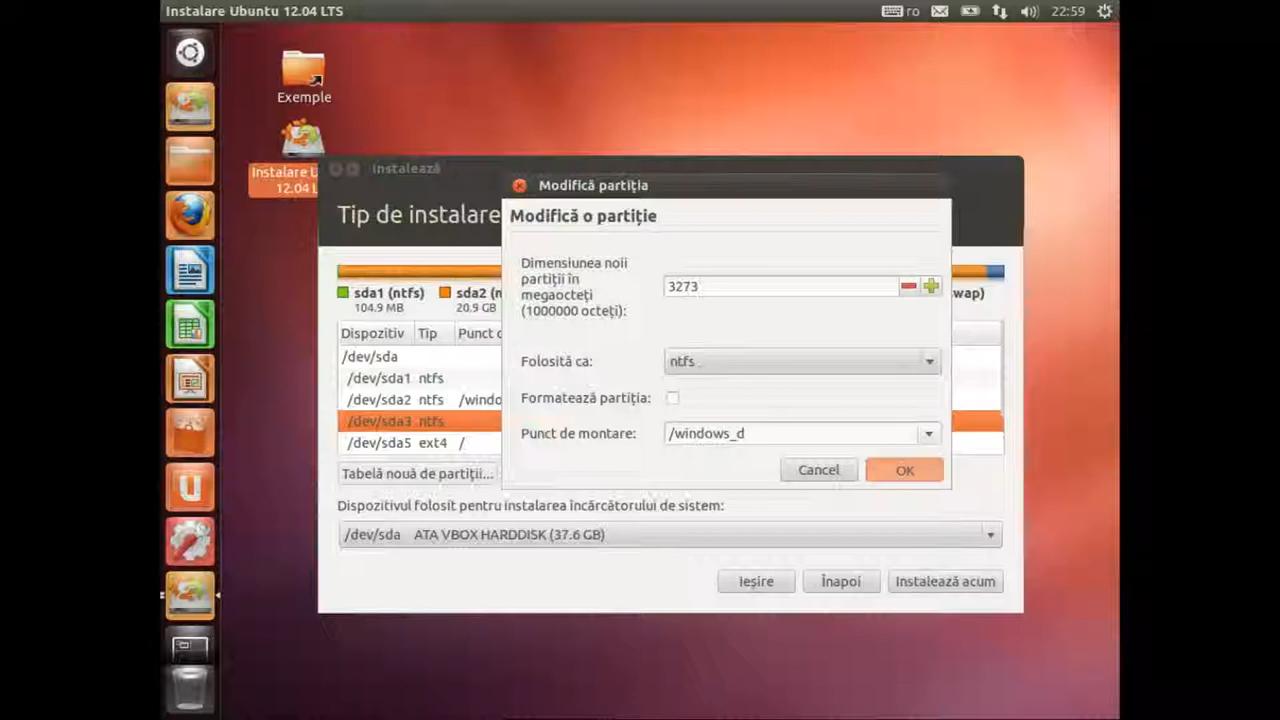 Instalare Ubuntu 12.04 LTS
ro
22:59
Exemple
Instalare U
12.04 L
Instalează
Modifică partiția
Tip de instalare
Modifică o partiție
Dimensiunea noii
partiții în
megaocteți
(1000000 octeți):
3273
sda1 (ntfs)
sda2 (n
wap)
104.9 MB
20.9 GB
Dispozitiv Tip Punct d
/dev/sda
/dev/sda1 ntfs
/dev/sda2 ntfs /windo
/dev/sda3 ntfs
/dev/sda5 ext4 /
Folosită ca:
ntfs
Formatează partiția:
Punct de montare:
/windows_d
Cancel
OK
Tabelă nouă de partiții...
Dispozitivul folosit pentru instalarea încărcătorului de sistem:
/dev/sda ATA VBOX HARDDISK (37.6 GB)
Ieșire
Înapoi
Instalează acum